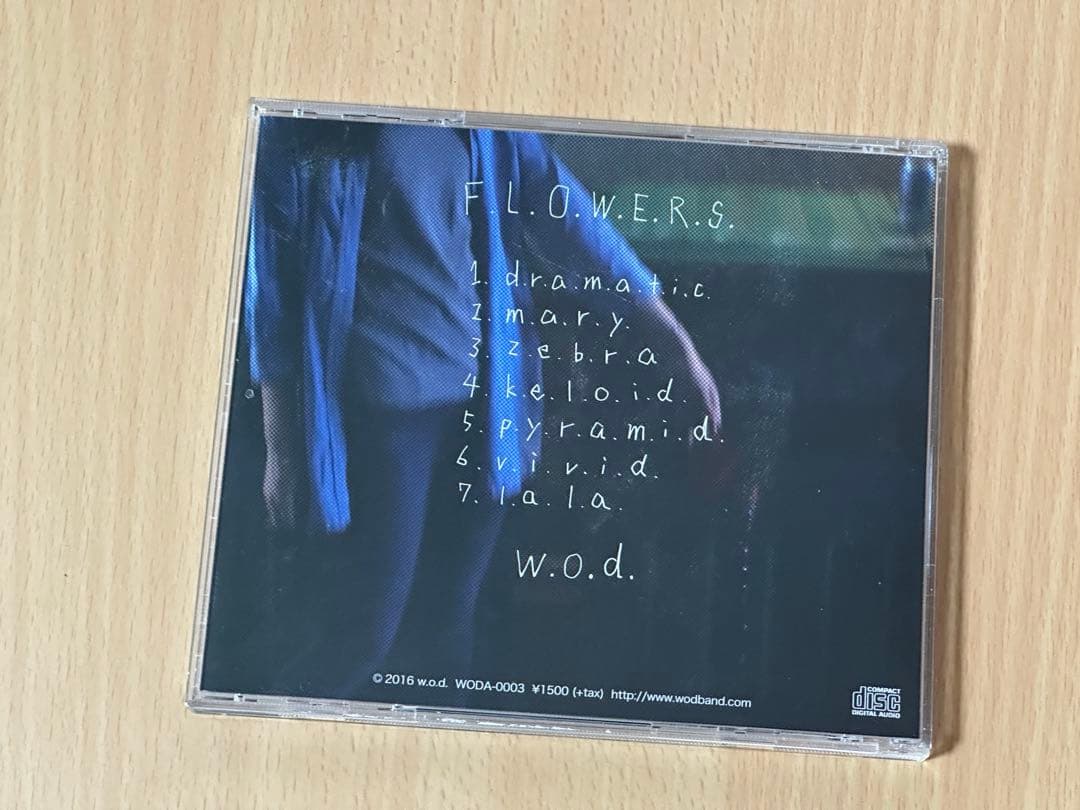 F.L.O.W.E.R.S.
1. d.r.a.m.a.t.i.c.
2. m.a.r.y.
3. z.e.b.r.a
4. k.e.l.o.i.d.
5. p.y.r.a.m.i.d.
6. v.i.v.i.d.
7. l.a.l.a.
w.o.d.
© 2016 w.o.d. WODA-0003 ¥1500 (+tax) http://www.wodband.com
COMPACT
disc
DIGITAL AUDIO